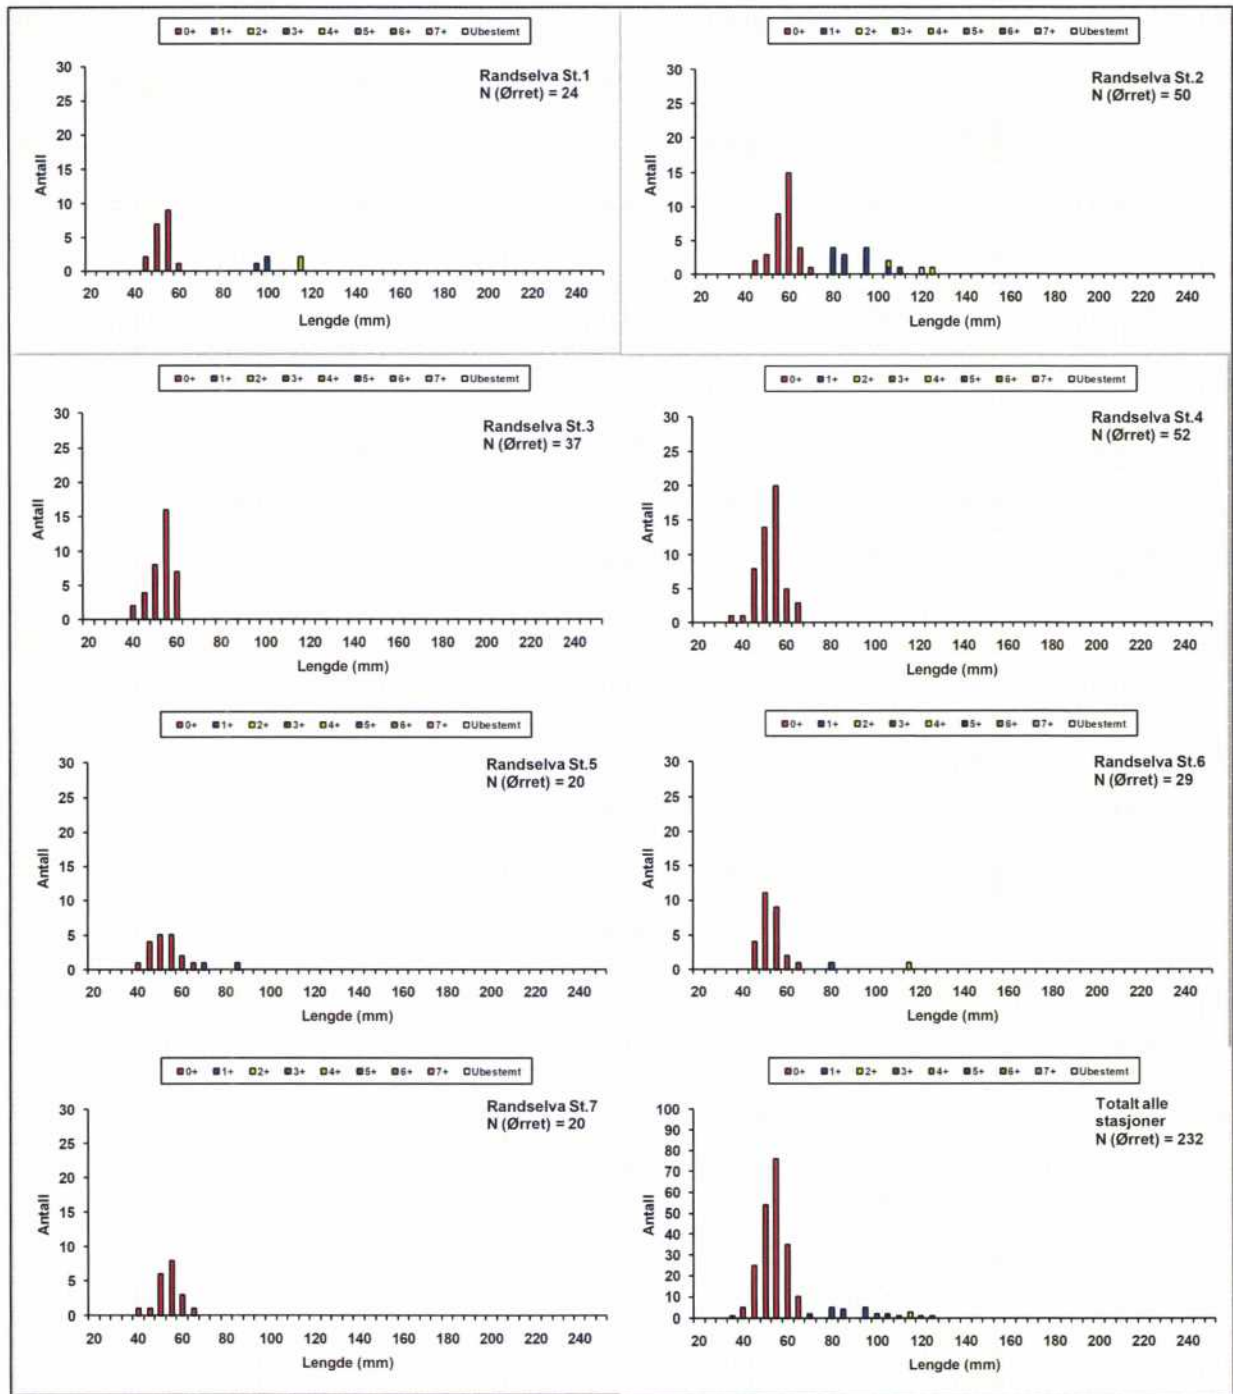 0+ 1+ 2+ 3+ 4+ 5+ 6+ 7+ Ubestemt
Randselva St.1
N (Ørret) = 24
30
25
20
15
10
5
0
Antall
20 40 60 80 100 120 140 160 180 200 220 240
Lengde (mm)
0+ 1+ 2+ 3+ 4+ 5+ 6+ 7+ Ubestemt
Randselva St.2
N (Ørret) = 50
30
25
20
15
10
5
0
Antall
20 40 60 80 100 120 140 160 180 200 220 240
Lengde (mm)
0+ 1+ 2+ 3+ 4+ 5+ 6+ 7+ Ubestemt
Randselva St.3
N (Ørret) = 37
30
25
20
15
10
5
0
Antall
20 40 60 80 100 120 140 160 180 200 220 240
Lengde (mm)
0+ 1+ 2+ 3+ 4+ 5+ 6+ 7+ Ubestemt
Randselva St.4
N (Ørret) = 52
30
25
20
15
10
5
0
Antall
20 40 60 80 100 120 140 160 180 200 220 240
Lengde (mm)
0+ 1+ 2+ 3+ 4+ 5+ 6+ 7+ Ubestemt
Randselva St.5
N (Ørret) = 20
30
25
20
15
10
5
0
Antall
20 40 60 80 100 120 140 160 180 200 220 240
Lengde (mm)
0+ 1+ 2+ 3+ 4+ 5+ 6+ 7+ Ubestemt
Randselva St.6
N (Ørret) = 29
30
25
20
15
10
5
0
Antall
20 40 60 80 100 120 140 160 180 200 220 240
Lengde (mm)
0+ 1+ 2+ 3+ 4+ 5+ 6+ 7+ Ubestemt
Randselva St.7
N (Ørret) = 20
30
25
20
15
10
5
0
Antall
20 40 60 80 100 120 140 160 180 200 220 240
Lengde (mm)
0+ 1+ 2+ 3+ 4+ 5+ 6+ 7+ Ubestemt
Totalt alle
stasjoner
N (Ørret) = 232
100
90
80
70
60
50
40
30
20
10
0
Antall
20 40 60 80 100 120 140 160 180 200 220 240
Lengde (mm)